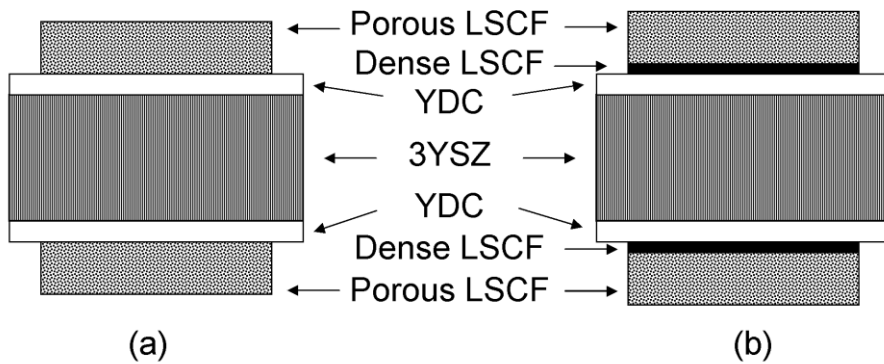 Porous LSCF
Dense LSCF
YDC
3YSZ
YDC
Dense LSCF
Porous LSCF
(a)
(b)